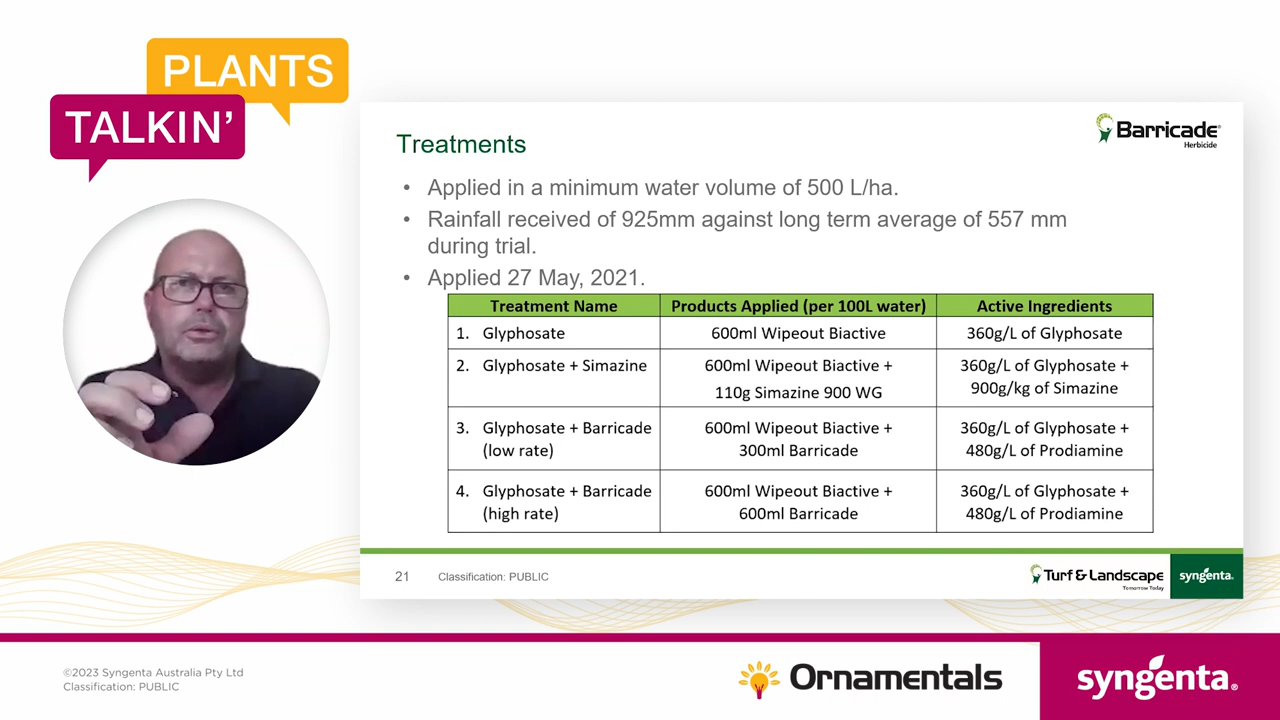 PLANTS
TALKIN’
Barricade®
Herbicide
Treatments
• Applied in a minimum water volume of 500 L/ha.
• Rainfall received of 925mm against long term average of 557 mm
during trial.
• Applied 27 May, 2021.
Treatment Name Products Applied (per 100L water) Active Ingredients
1. Glyphosate 600ml Wipeout Biactive 360g/L of Glyphosate
2. Glyphosate + Simazine 600ml Wipeout Biactive + 360g/L of Glyphosate +
110g Simazine 900 WG 900g/kg of Simazine
3. Glyphosate + Barricade 600ml Wipeout Biactive + 360g/L of Glyphosate +
(low rate) 300ml Barricade 480g/L of Prodiamine
4. Glyphosate + Barricade 600ml Wipeout Biactive + 360g/L of Glyphosate +
(high rate) 600ml Barricade 480g/L of Prodiamine
21 Classification: PUBLIC
Turf & Landscape
Tomorrow Today
syngenta.
©2023 Syngenta Australia Pty Ltd
Classification: PUBLIC
Ornamentals
syngenta®